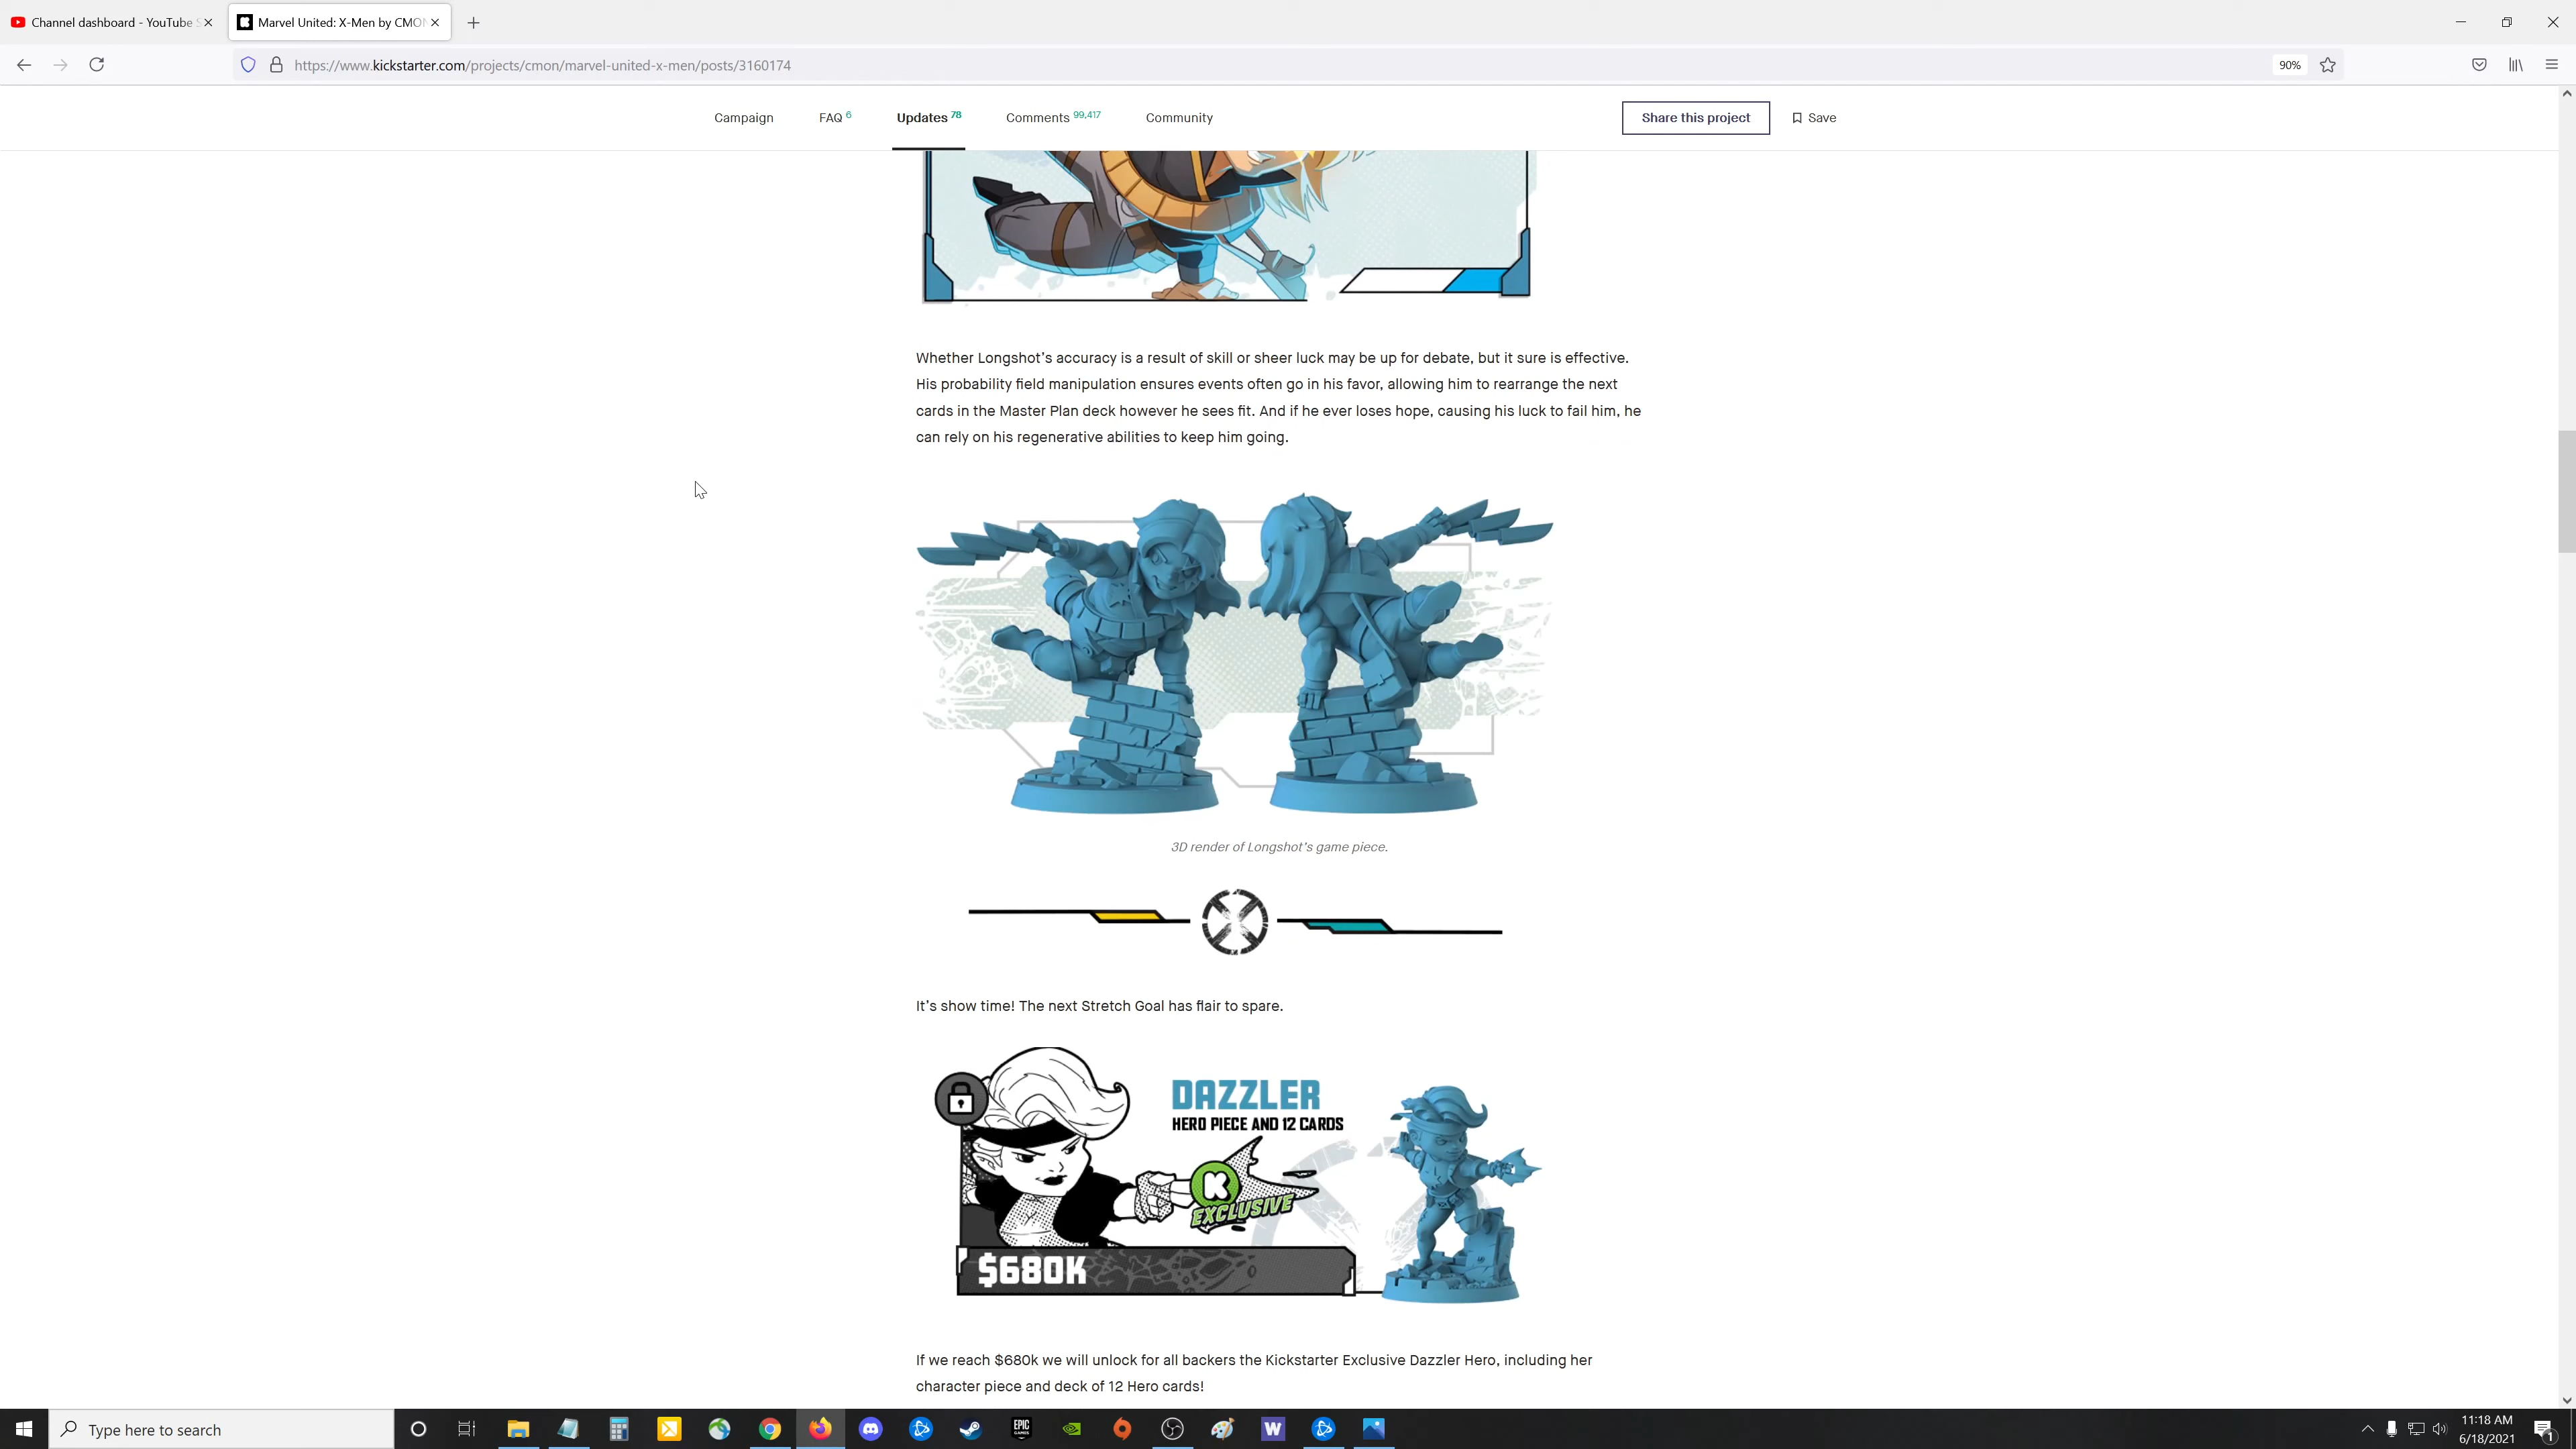 Channel dashboard - YouTube S
Marvel United: X-Men by CMON
https://www.kickstarter.com/projects/cmon/marvel-united-x-men/posts/3160174
90%
Campaign
FAQ 6
Updates 78
Comments 99,417
Community
Share this project
Save
Whether Longshot's accuracy is a result of skill or sheer luck may be up for debate, but it sure is effective.
His probability field manipulation ensures events often go in his favor, allowing him to rearrange the next
cards in the Master Plan deck however he sees fit. And if he ever loses hope, causing his luck to fail him, he
can rely on his regenerative abilities to keep him going.
3D render of Longshot's game piece.
It's show time! The next Stretch Goal has flair to spare.
DAZZLER
HERO PIECE AND 12 CARDS
K
EXCLUSIVE
$680K
If we reach $680k we will unlock for all backers the Kickstarter Exclusive Dazzler Hero, including her
character piece and deck of 12 Hero cards!
Type here to search
EPIC
GAMES
W
11:18 AM
6/18/2021
1